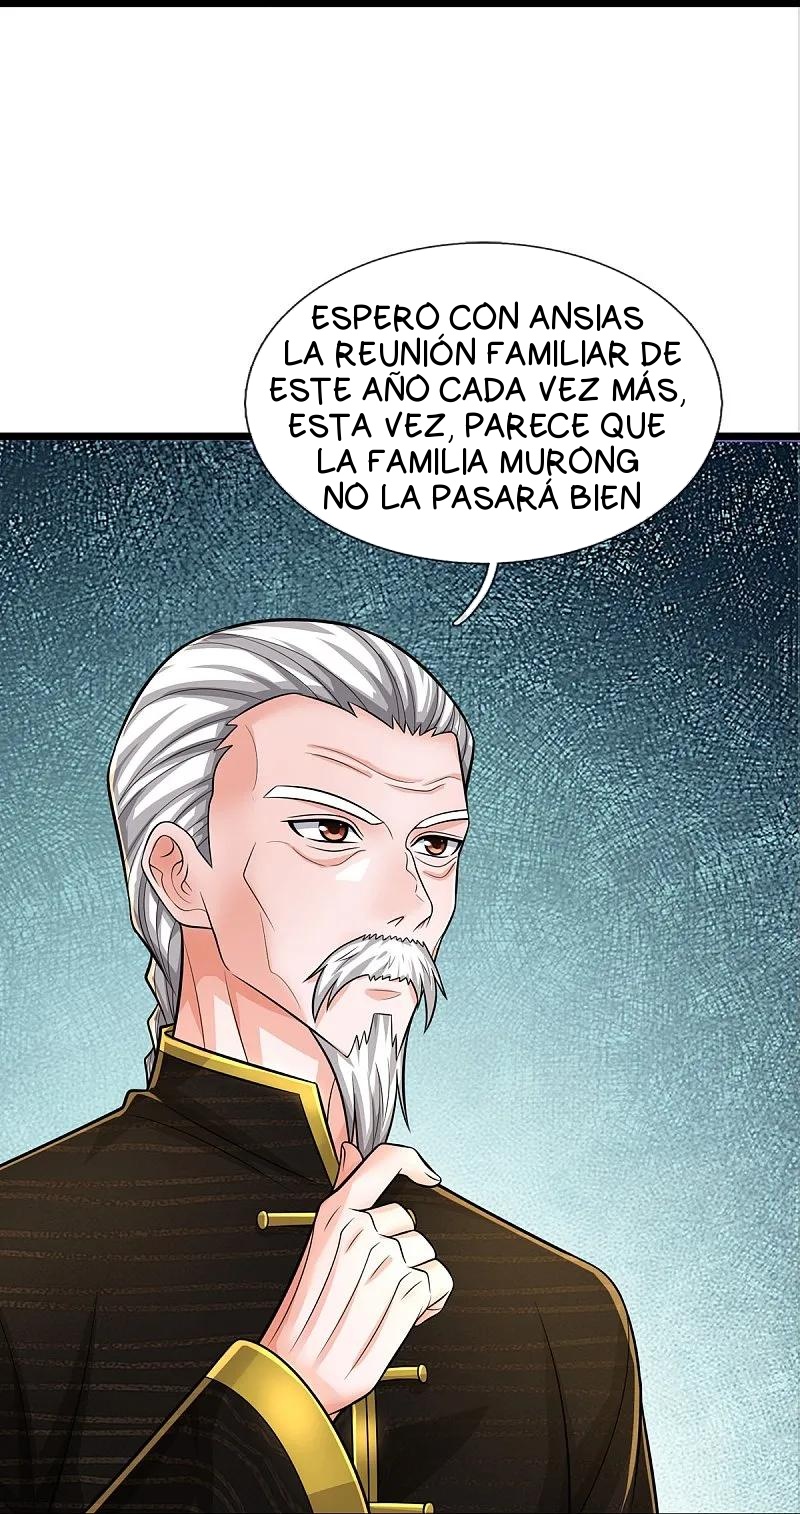 ESPERO CON ANSIAS
LA REUNIÓN FAMILIAR DE
ESTE AÑO CADA VEZ MÁS,
ESTA VEZ, PARECE QUE
LA FAMILIA MURONG
NO LA PASARÁ BIEN